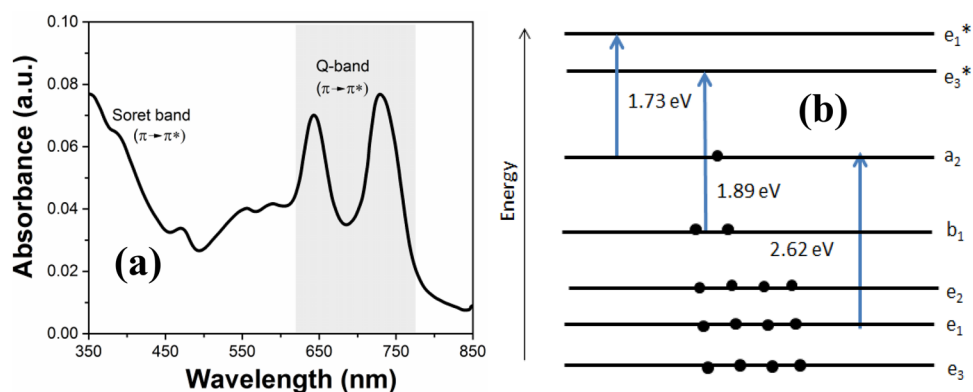 Absorbance (a.u.)
0.10
0.08
0.06
0.04
0.02
0.00
Soret band
(π→π*)
Q-band
(π→π*)
(a)
350
450
550
650
750
850
Wavelength (nm)
Energy
(b)
1.73 eV
1.89 eV
2.62 eV
e₁*
e₃*
a₂
b₁
e₂
e₁
e₃